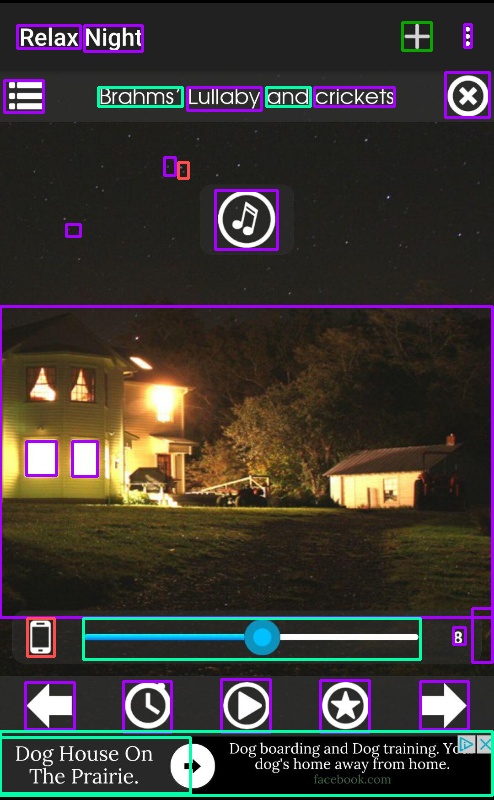 Relax Night
Brahms' Lullaby and crickets
8
Dog House On
The Prairie.
Dog boarding and Dog training.
dog's home away from home.
facebook.com